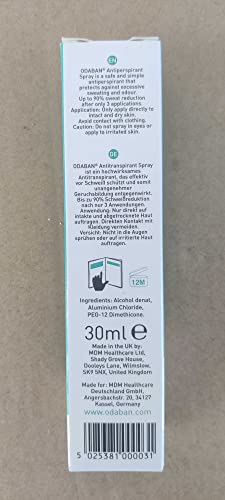 EN
ODABAN® Antiperspirant
Spray is a safe and simple
antiperspirant that
protects against excessive
sweating and odour.
Up to 90% sweat reduction
after only 3 applications.
Application: Only apply directly to
intact and dry skin.
Avoid contact with clothing.
Caution: Do not spray in eyes or
apply to irritated skin.
DE
ODABAN® Antitranspirant Spray
ist ein hochwirksames
Antitranspirant, das effektiv
vor Schweiß schützt und somit
unangenehmer
Geruchsbildung entgegenwirkt.
Bis zu 90% Schweißreduktion
nach nur 3 Anwendungen.
Anwendung: Nur direkt auf
intakte und abgetrocknete Haut
auftragen. Direkten Kontakt mit
Kleidung vermeiden.
Vorsicht: Nicht in die Augen
sprühen oder auf irritierte Haut
auftragen.
12M
Ingredients: Alcohol denat,
Aluminium Chloride,
PEG-12 Dimethicone.
30ml e
Made in the UK by:
MDM Healthcare Ltd,
Shady Grove House,
Dooleys Lane, Wilmslow,
SK9 5NX, United Kingdom
Made for: MDM Healthcare
Deutschland GmbH,
Angersbachstr. 20, 34127
Kassel, Germany
www.odaban.com
5 025381 000031